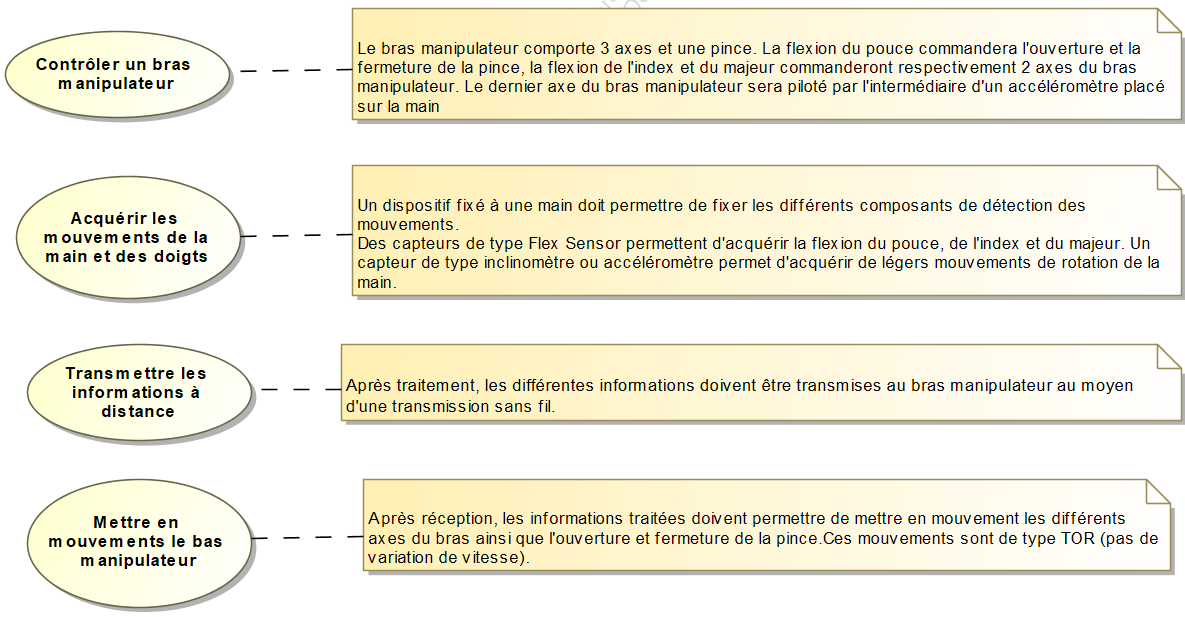 Contrôler un bras
manipulateur
Le bras manipulateur comporte 3 axes et une pince. La flexion du pouce commandera l'ouverture et la
fermeture de la pince, la flexion de l'index et du majeur commanderont respectivement 2 axes du bras
manipulateur. Le dernier axe du bras manipulateur sera piloté par l'intermédiaire d'un accéléromètre placé
sur la main
Acquérir les
mouvements de la
main et des doigts
Un dispositif fixé à une main doit permettre de fixer les différents composants de détection des
mouvements.
Des capteurs de type Flex Sensor permettent d'acquérir la flexion du pouce, de l'index et du majeur. Un
capteur de type inclinomètre ou accéléromètre permet d'acquérir de légers mouvements de rotation de la
main.
Transmettre les
informations à
distance
Après traitement, les différentes informations doivent être transmises au bras manipulateur au moyen
d'une transmission sans fil.
Mettre en
mouvements le bas
manipulateur
Après réception, les informations traitées doivent permettre de mettre en mouvement les différents
axes du bras ainsi que l'ouverture et fermeture de la pince.Ces mouvements sont de type TOR (pas de
variation de vitesse).